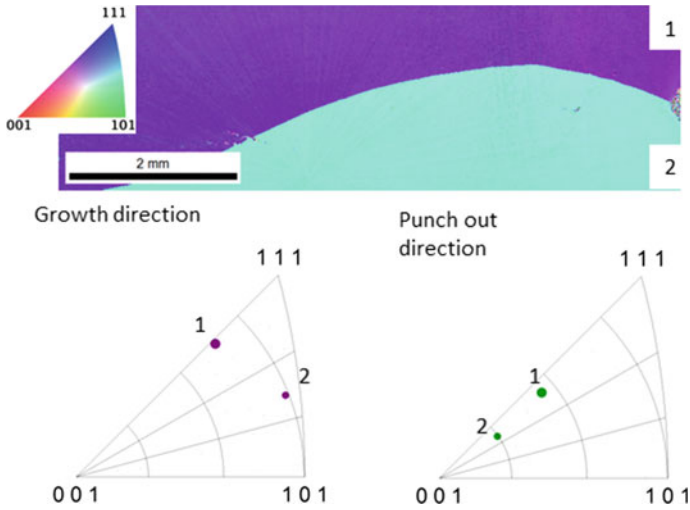 111
001
101
1
2 mm
2
Growth direction
Punch out
direction
1 1 1
1
2
0 0 1
1 0 1
1 1 1
1
2
0 0 1
1 0 1